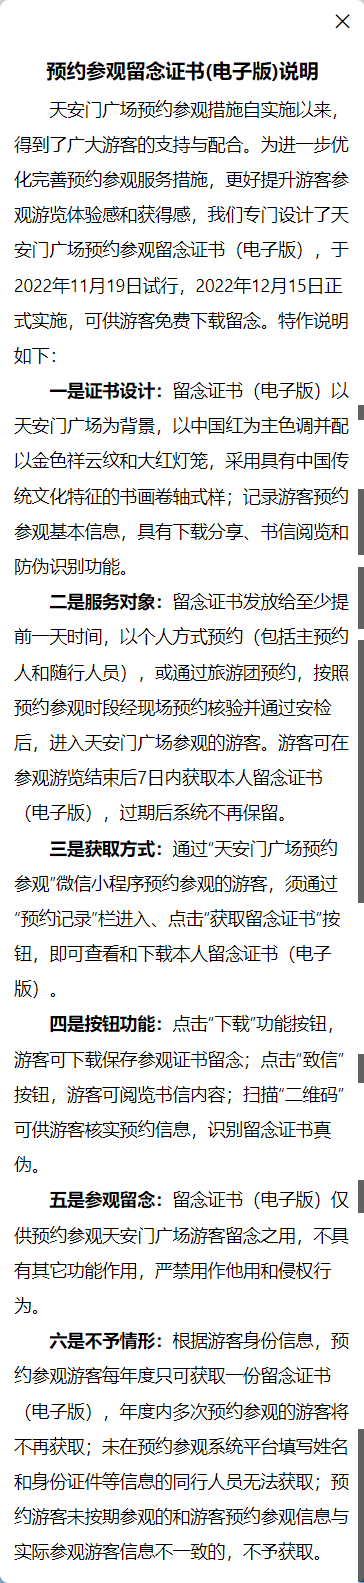 预约参观留念证书(电子版)说明
天安门广场预约参观措施自实施以来，
得到了广大游客的支持与配合。为进一步优
化完善预约参观服务措施，更好提升游客参
观游览体验感和获得感，我们专门设计了天
安门广场预约参观留念证书（电子版），于
2022年11月19日试行，2022年12月15日正
式实施，可供游客免费下载留念。特作说明
如下：
一是证书设计：留念证书（电子版）以
天安门广场为背景，以中国红为主色调并配
以金色祥云纹和大红灯笼，采用具有中国传
统文化特征的书画卷轴式样；记录游客预约
参观基本信息，具有下载分享、书信阅览和
防伪识别功能。
二是服务对象：留念证书发放给至少提
前一天时间，以个人方式预约（包括主预约
人和随行人员），或通过旅游团预约，按照
预约参观时段经现场预约核验并通过安检
后，进入天安门广场参观的游客。游客可在
参观游览结束后7日内获取本人留念证书
（电子版），过期后系统不再保留。
三是获取方式：通过“天安门广场预约
参观”微信小程序预约参观的游客，须通过
“预约记录”栏进入、点击“获取留念证书”按
钮，即可查看和下载本人留念证书（电子
版）。
四是按钮功能：点击“下载”功能按钮，
游客可下载保存参观证书留念；点击“致信”
按钮，游客可阅览书信内容；扫描“二维码”
可供游客核实预约信息，识别留念证书真
伪。
五是参观留念：留念证书（电子版）仅
供预约参观天安门广场游客留念之用，不具
有其它功能作用，严禁用作他用和侵权行
为。
六是不予情形：根据游客身份信息，预
约参观游客每年度只可获取一份留念证书
（电子版），年度内多次预约参观的游客将
不再获取；未在预约参观系统平台填写姓名
和身份证件等信息的同行人员无法获取；预
约游客未按期参观的和游客预约参观信息与
实际参观游客信息不一致的，不予获取。